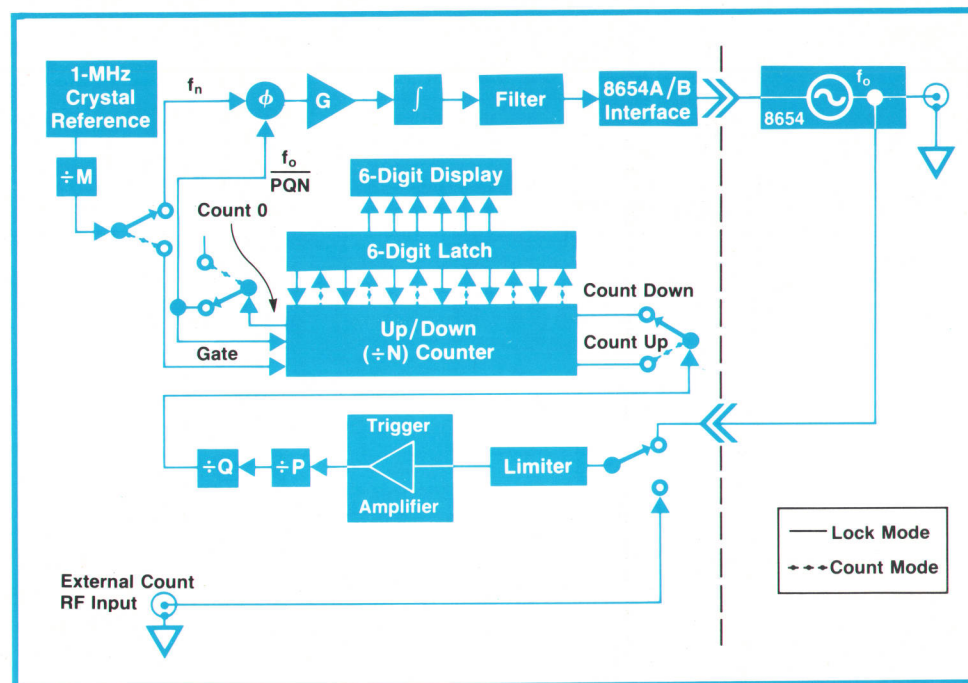 1-MHz
Crystal
Reference
fn
ϕ
G
∫
Filter
8654A/B
Interface
fo
8654
÷M
fo
PQN
6-Digit Display
Count 0
6-Digit Latch
Count Down
Up/Down
(÷N) Counter
Count Up
Gate
÷Q
÷P
Trigger
Amplifier
Limiter
Lock Mode
Count Mode
External Count
RF Input